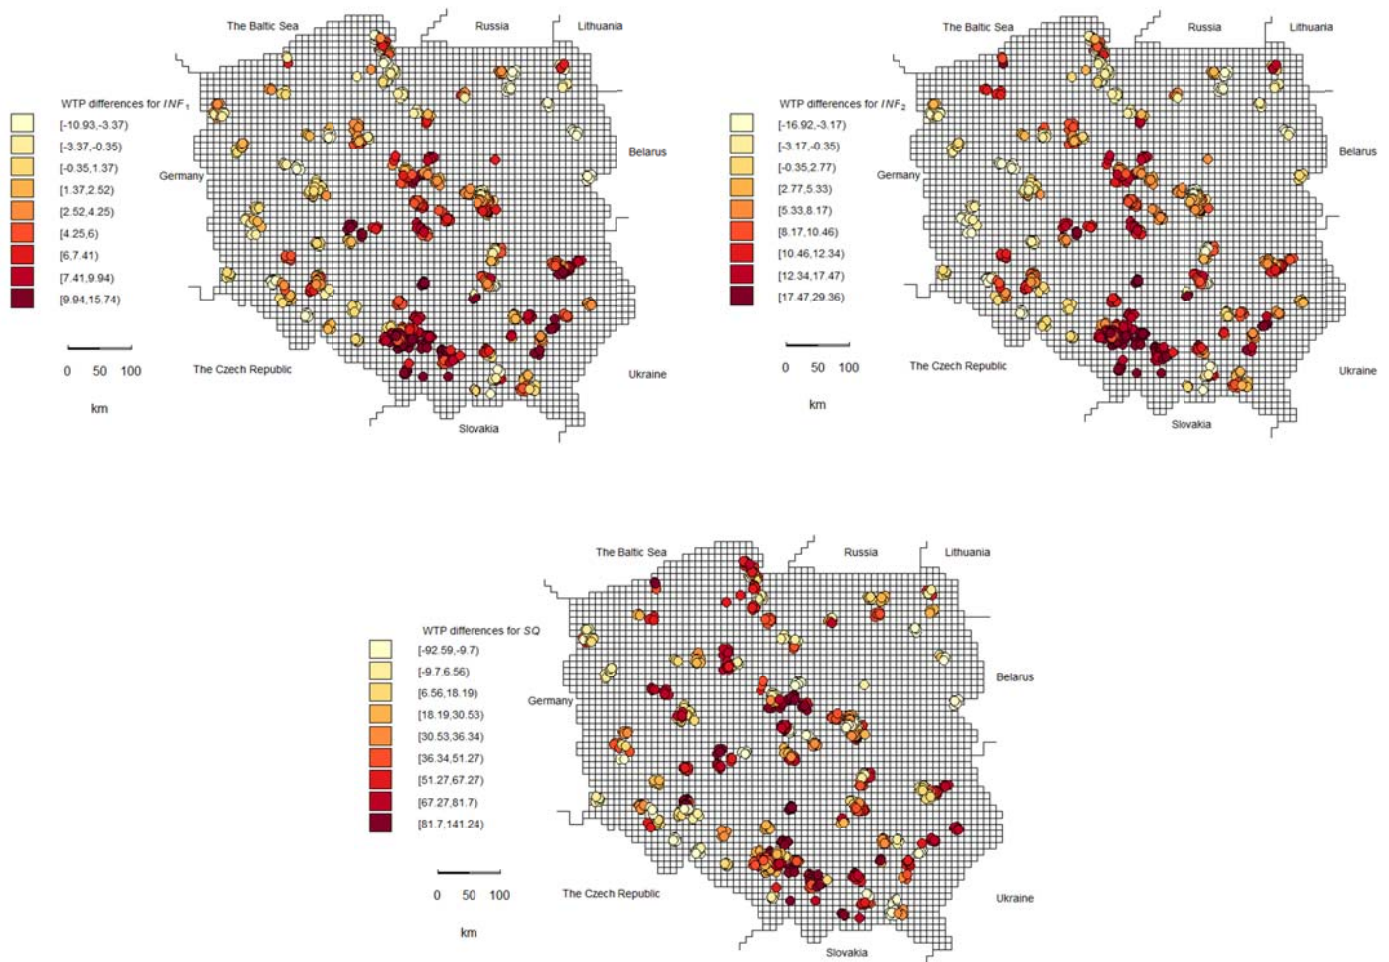 The Baltic Sea
Russia
Lithuania
WTP differences for INF1
[-10.93,-3.37)
[-3.37,-0.35)
[-0.35,1.37)
[1.37,2.52)
[2.52,4.25)
[4.25,6)
[6,7.41)
[7.41,9.94)
[9.94,15.74)
Belarus
Germany
0 50 100
km
The Czech Republic
Ukraine
Slovakia
The Baltic Sea
Russia
Lithuania
WTP differences for INF2
[-16.92,-3.17)
[-3.17,-0.35)
[-0.35,2.77)
[2.77,5.33)
[5.33,8.17)
[8.17,10.46)
[10.46,12.34)
[12.34,17.47)
[17.47,29.36)
Belarus
Germany
0 50 100
km
The Czech Republic
Ukraine
Slovakia
The Baltic Sea
Russia
Lithuania
WTP differences for SQ
[-92.59,-9.7)
[-9.7,6.56)
[6.56,18.19)
[18.19,30.53)
[30.53,36.34)
[36.34,51.27)
[51.27,67.27)
[67.27,81.7)
[81.7,141.24)
Belarus
Germany
0 50 100
km
The Czech Republic
Ukraine
Slovakia